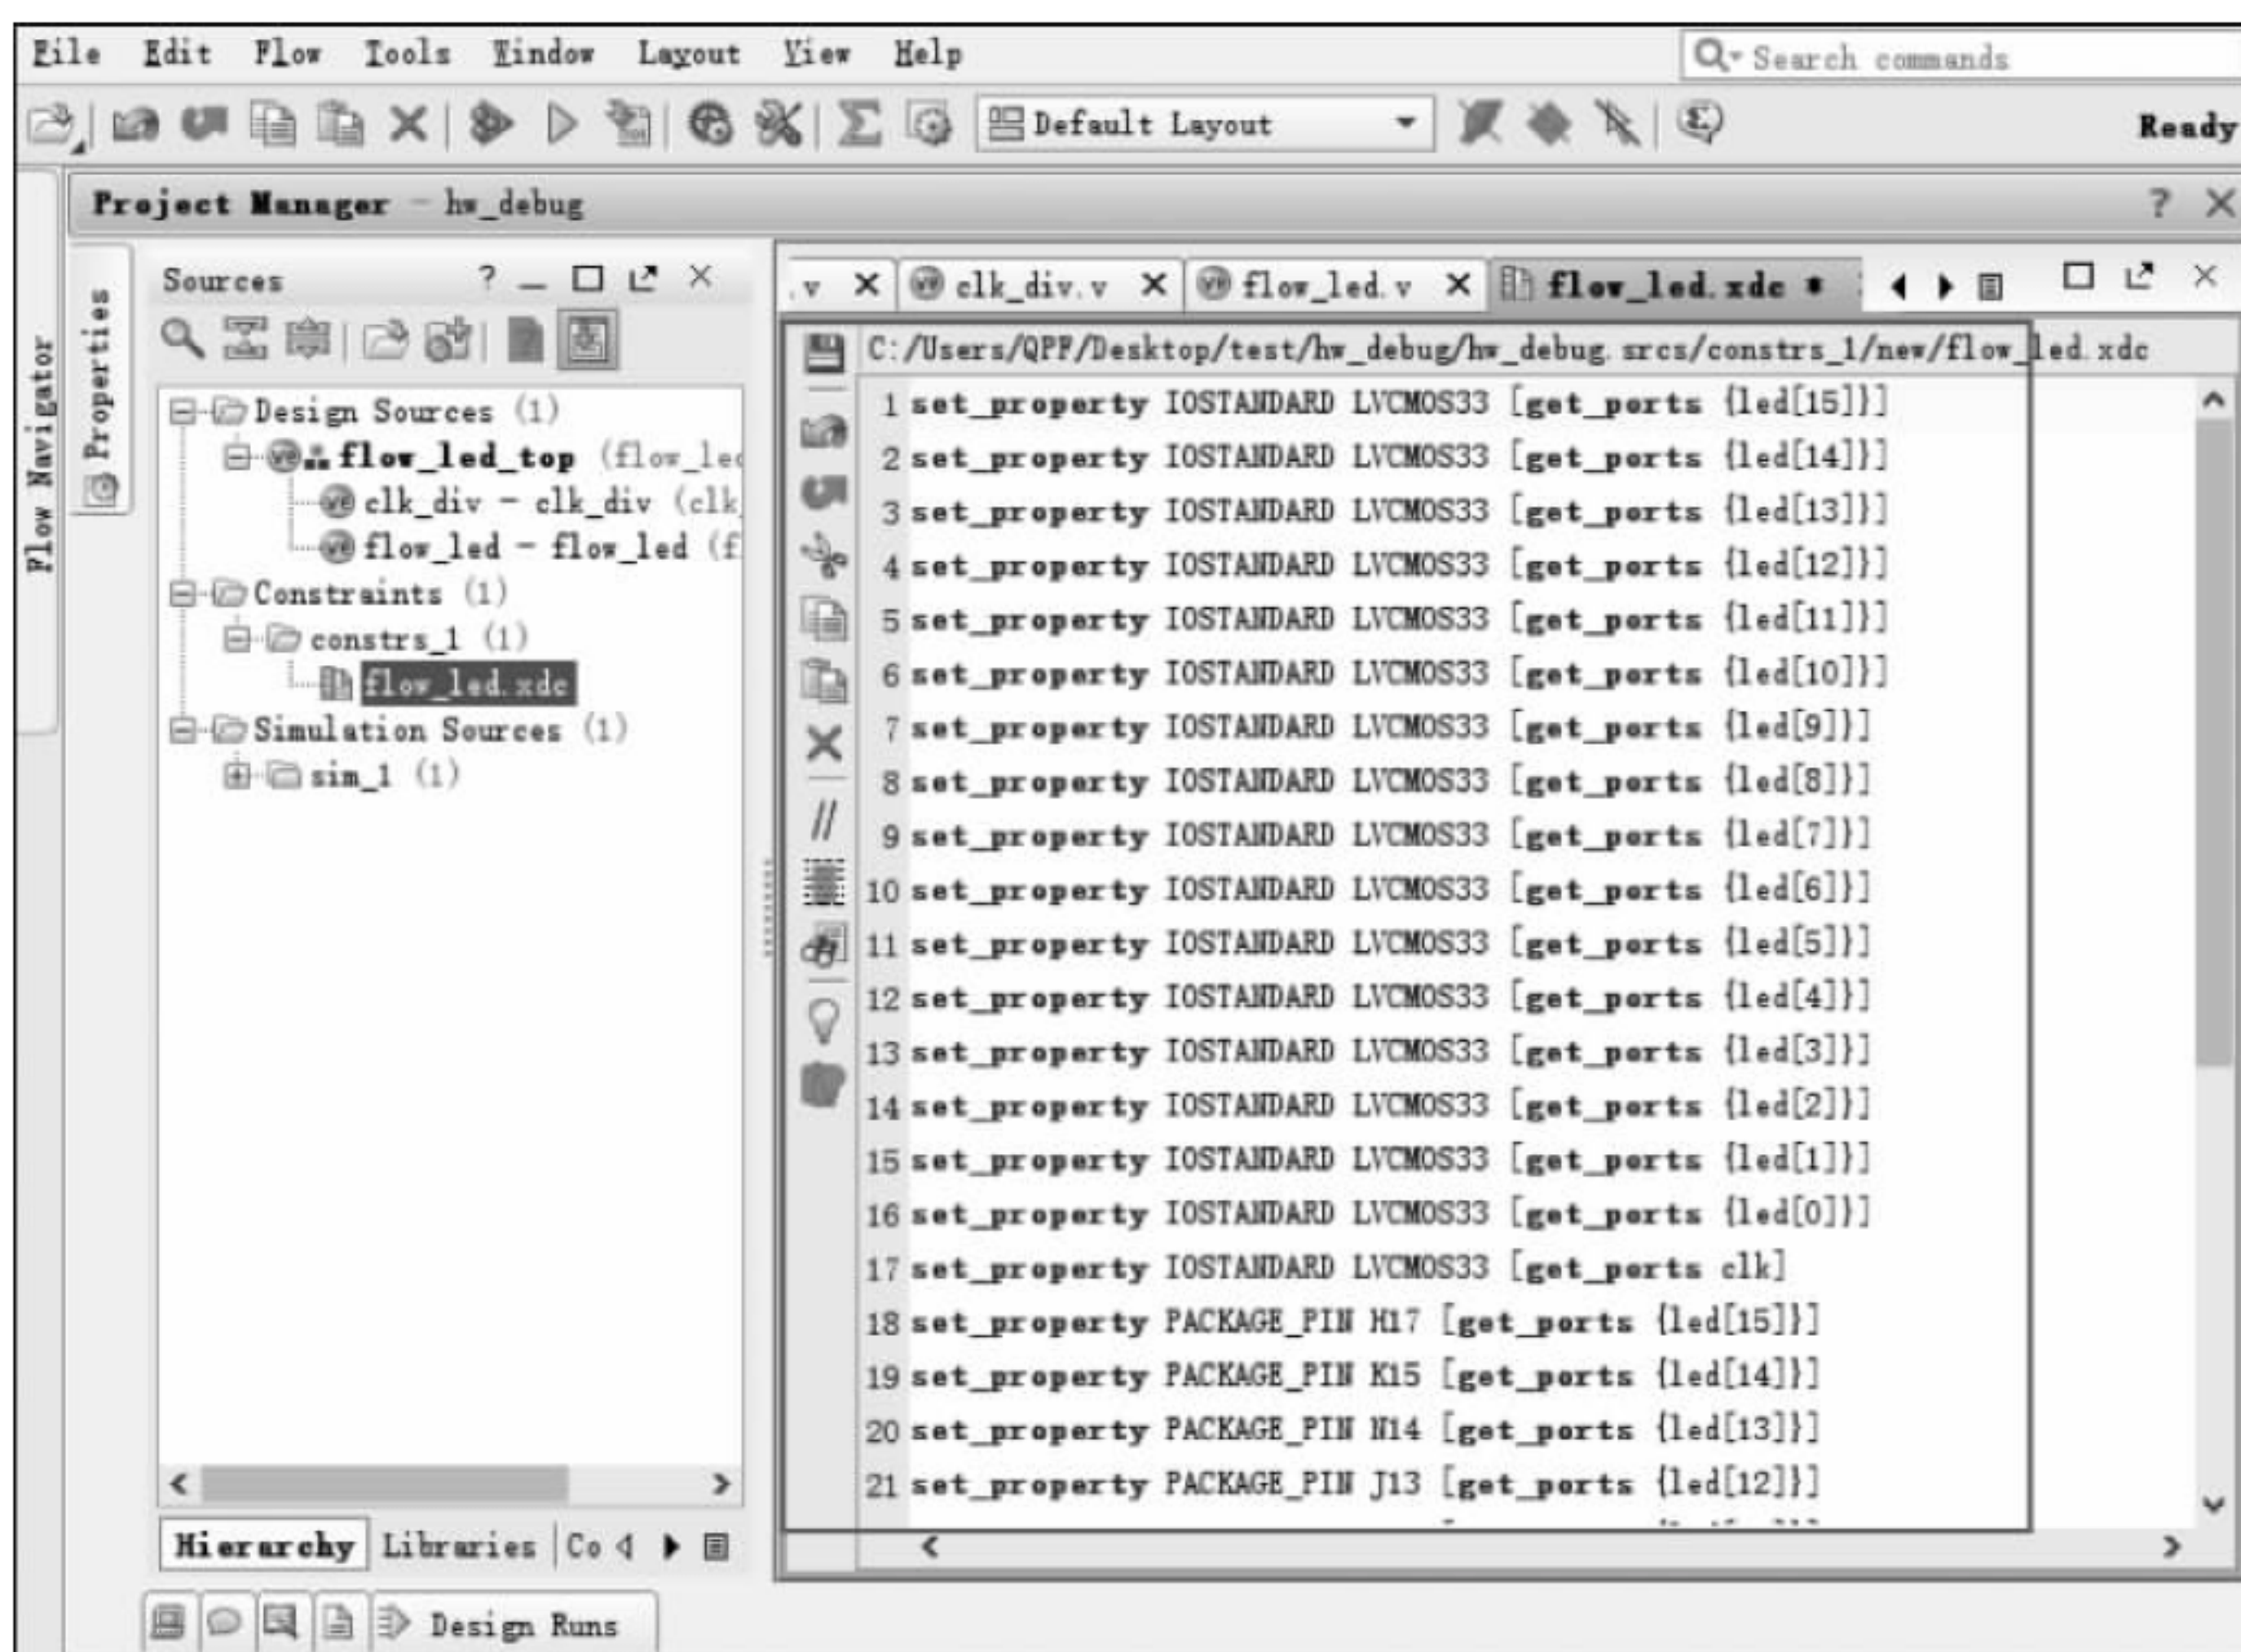 File Edit Flow Tools Window Layout View Help
Search commands
Default Layout
Ready
Project Manager - hw_debug
Flow Navigator
Properties
Sources
Design Sources (1)
flow_led_top (flow_led
clk_div - clk_div (clk_
flow_led - flow_led (f
Constraints (1)
constrs_1 (1)
flow_led.xdc
Simulation Sources (1)
sim_1 (1)
Hierarchy Libraries Co
Design Runs
.v clk_div.v flow_led.v flow_led.xdc *
C:/Users/QPF/Desktop/test/hw_debug/hw_debug.srcs/constrs_1/new/flow_led.xdc
1 set_property IOSTANDARD LVCMOS33 [get_ports {led[15]}]
2 set_property IOSTANDARD LVCMOS33 [get_ports {led[14]}]
3 set_property IOSTANDARD LVCMOS33 [get_ports {led[13]}]
4 set_property IOSTANDARD LVCMOS33 [get_ports {led[12]}]
5 set_property IOSTANDARD LVCMOS33 [get_ports {led[11]}]
6 set_property IOSTANDARD LVCMOS33 [get_ports {led[10]}]
7 set_property IOSTANDARD LVCMOS33 [get_ports {led[9]}]
8 set_property IOSTANDARD LVCMOS33 [get_ports {led[8]}]
9 set_property IOSTANDARD LVCMOS33 [get_ports {led[7]}]
10 set_property IOSTANDARD LVCMOS33 [get_ports {led[6]}]
11 set_property IOSTANDARD LVCMOS33 [get_ports {led[5]}]
12 set_property IOSTANDARD LVCMOS33 [get_ports {led[4]}]
13 set_property IOSTANDARD LVCMOS33 [get_ports {led[3]}]
14 set_property IOSTANDARD LVCMOS33 [get_ports {led[2]}]
15 set_property IOSTANDARD LVCMOS33 [get_ports {led[1]}]
16 set_property IOSTANDARD LVCMOS33 [get_ports {led[0]}]
17 set_property IOSTANDARD LVCMOS33 [get_ports clk]
18 set_property PACKAGE_PIN H17 [get_ports {led[15]}]
19 set_property PACKAGE_PIN K15 [get_ports {led[14]}]
20 set_property PACKAGE_PIN N14 [get_ports {led[13]}]
21 set_property PACKAGE_PIN J13 [get_ports {led[12]}]